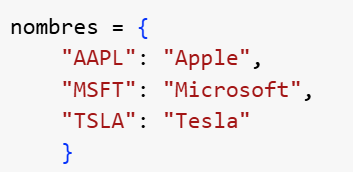 nombres = {
    "AAPL": "Apple",
    "MSFT": "Microsoft",
    "TSLA": "Tesla"
    }